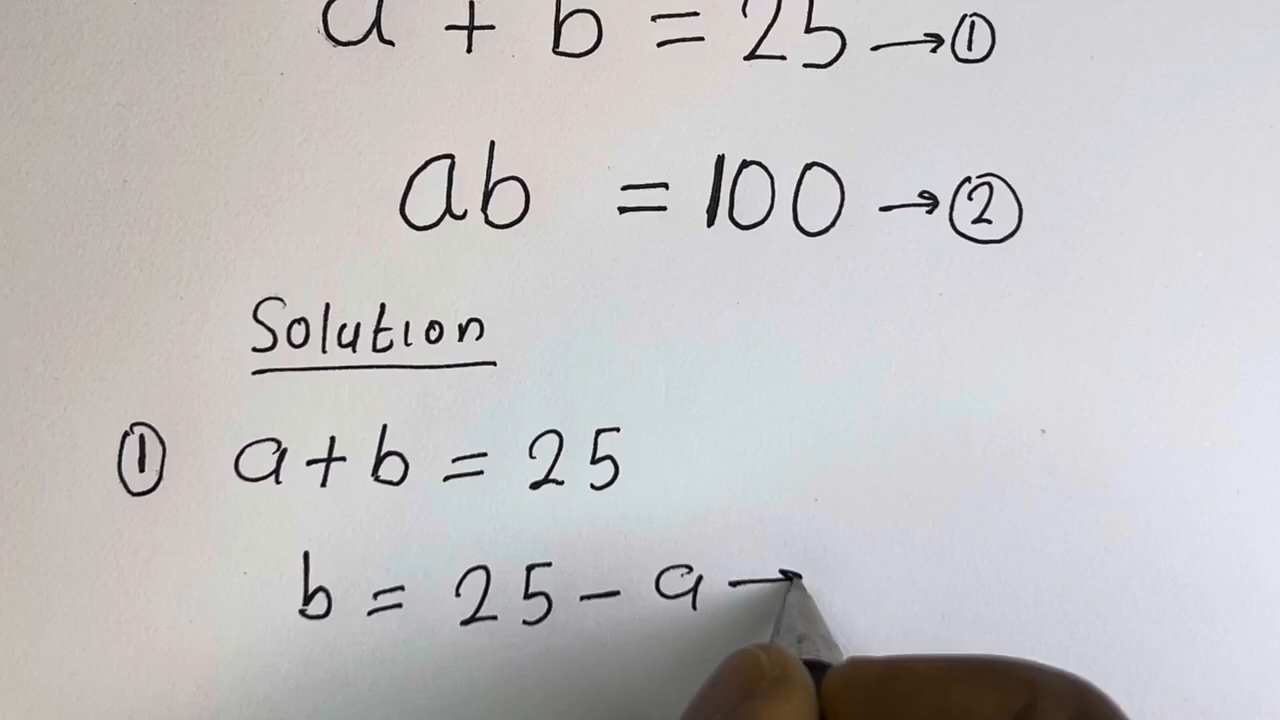 a + b = 25 → ①
ab = 100 → ②
Solution
① a + b = 25
b = 25 - a →